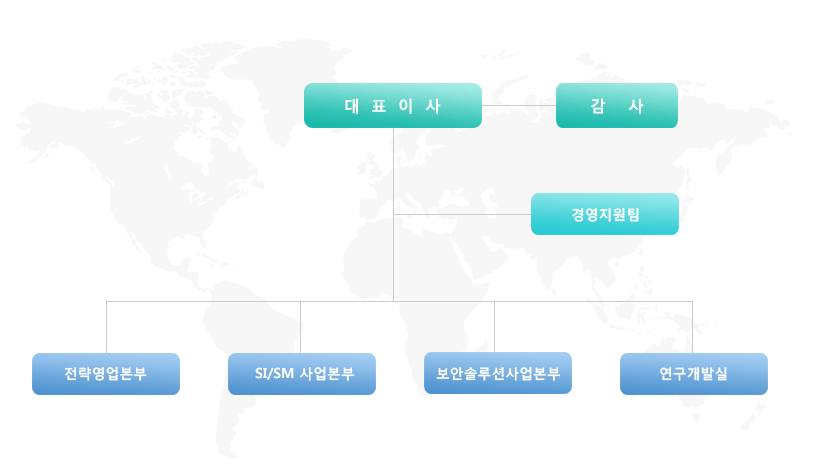 대 표 이 사
감 사
경영지원팀
전략영업본부
SI/SM 사업본부
보안솔루션사업본부
연구개발실